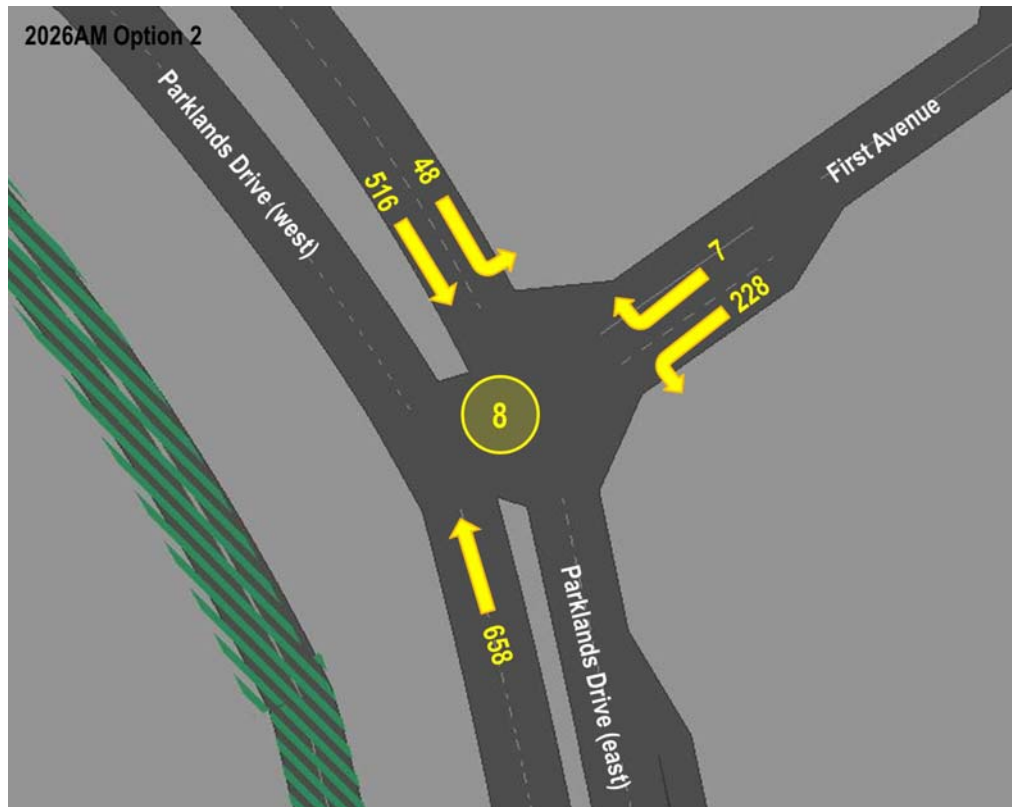 2026AM Option 2
Parklands Drive (west)
516
48
First Avenue
7
228
8
658
Parklands Drive (east)